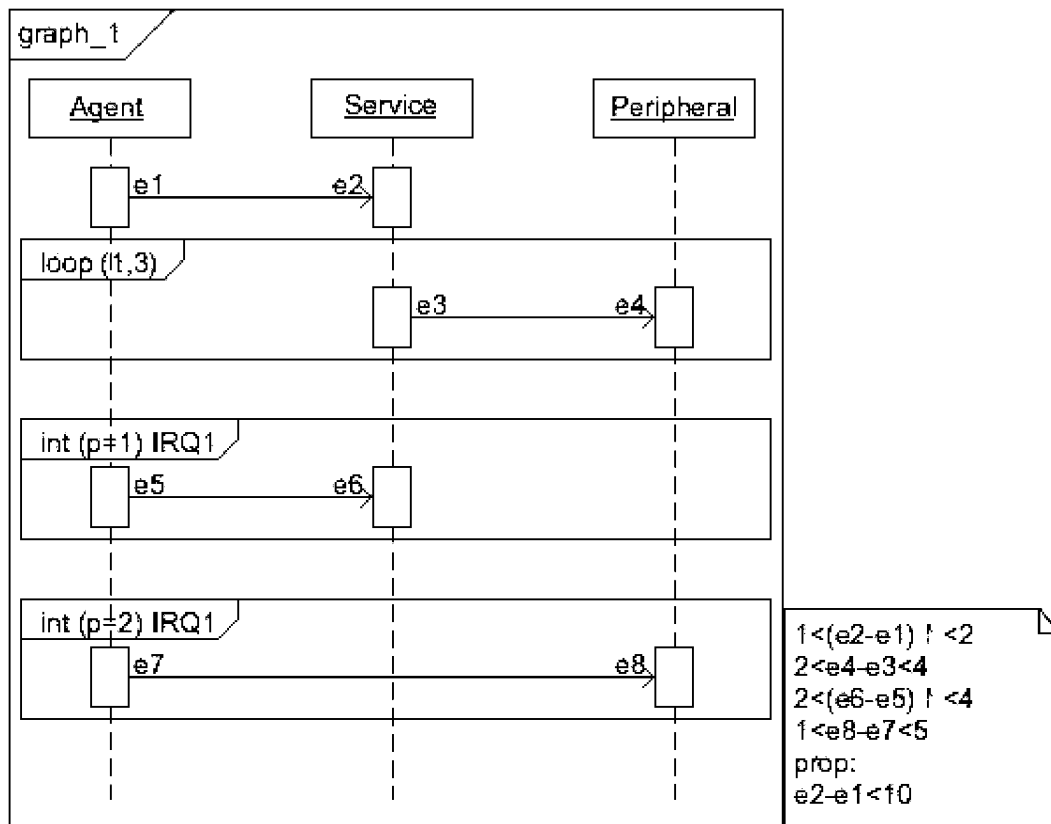 graph_1
Agent
Service
Peripheral
e1
e2
loop (1,3)
e3
e4
int (p=1) IRQ1
e5
e6
int (p=2) IRQ1
e7
e8
1<(e2-e1) <2
2<e4-e3<4
2<(e6-e5) <4
1<e8-e7<5
prop:
e2-e1<10